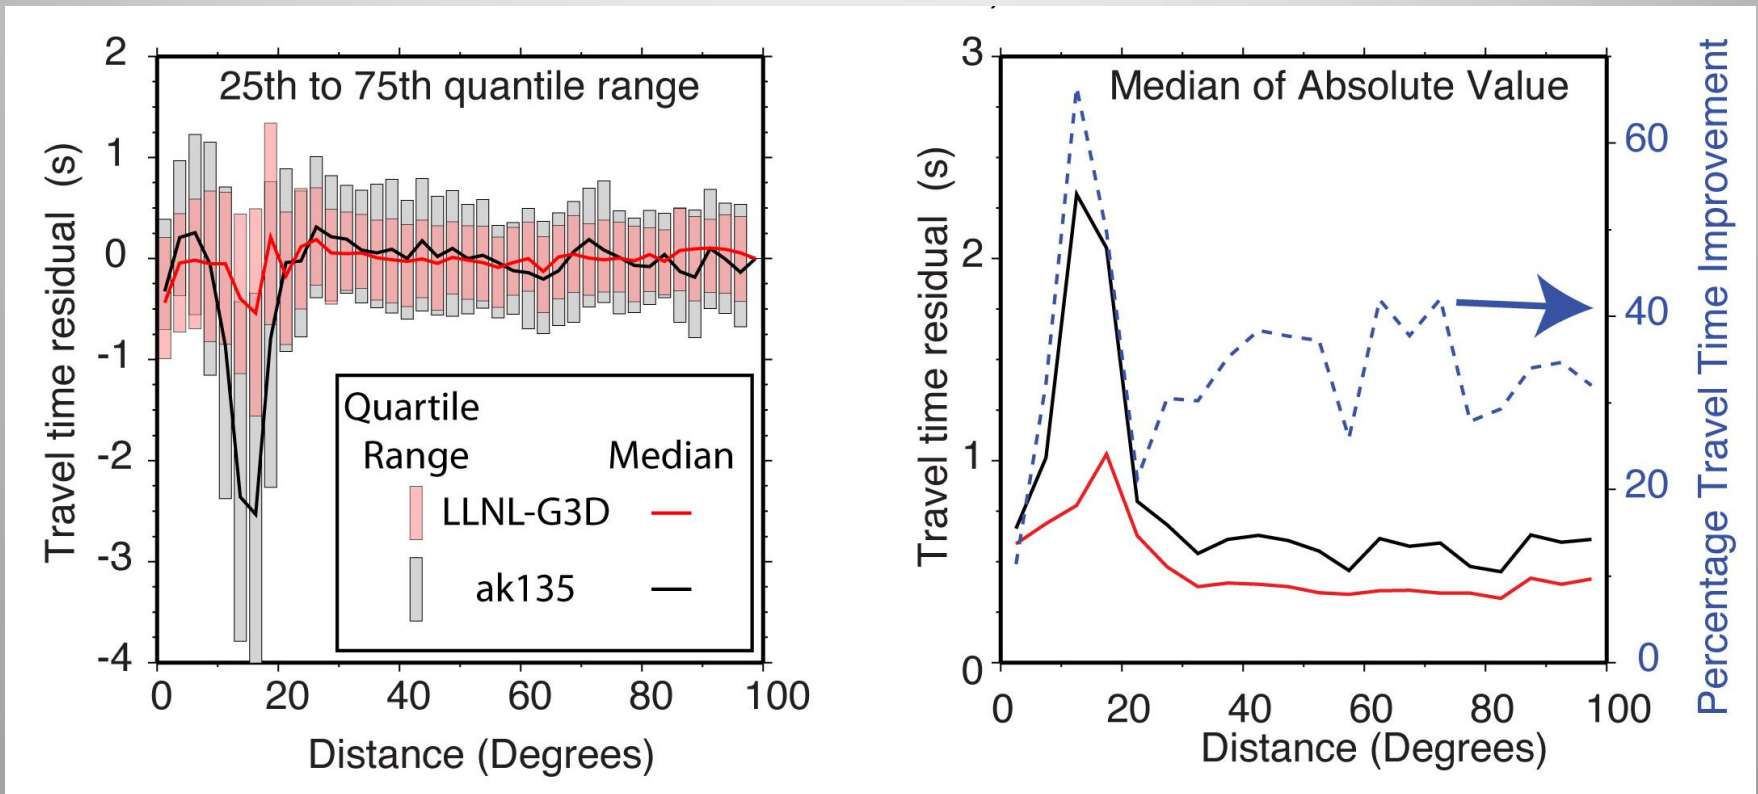 25th to 75th quantile range
2
1
0
-1
-2
-3
-4
Travel time residual (s)
Quartile
Range
Median
LLNL-G3D
ak135
0 20 40 60 80 100
Distance (Degrees)
Median of Absolute Value
3
2
1
0
Travel time residual (s)
60
40
20
0
Percentage Travel Time Improvement
0 20 40 60 80 100
Distance (Degrees)